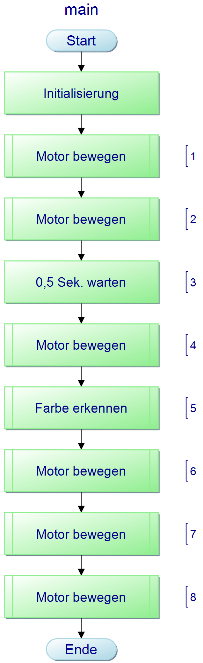 main
Start
Initialisierung
Motor bewegen [1
Motor bewegen [2
0,5 Sek. warten [3
Motor bewegen [4
Farbe erkennen [5
Motor bewegen [6
Motor bewegen [7
Motor bewegen [8
Ende